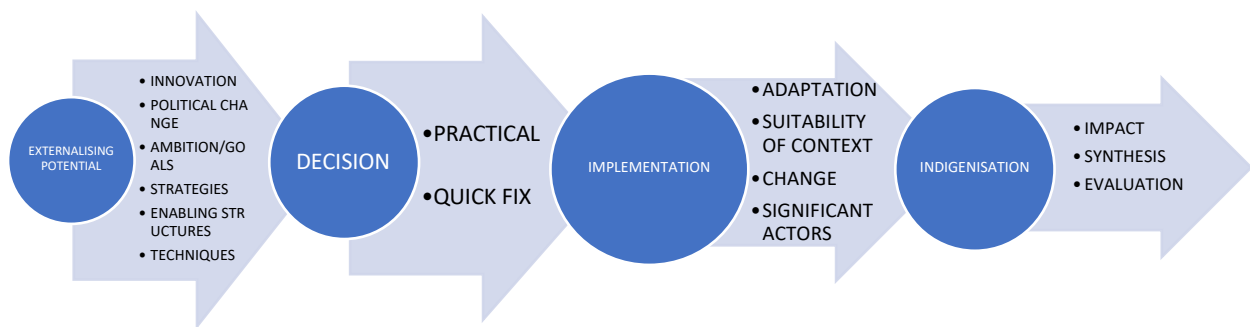 EXTERNALISING
POTENTIAL
• INNOVATION
• POLITICAL CHA
NGE
• AMBITION/GO
ALS
• STRATEGIES
• ENABLING STR
UCTURES
• TECHNIQUES
DECISION
•PRACTICAL
•QUICK FIX
IMPLEMENTATION
•ADAPTATION
•SUITABILITY
OF CONTEXT
•CHANGE
•SIGNIFICANT
ACTORS
INDIGENISATION
• IMPACT
• SYNTHESIS
• EVALUATION